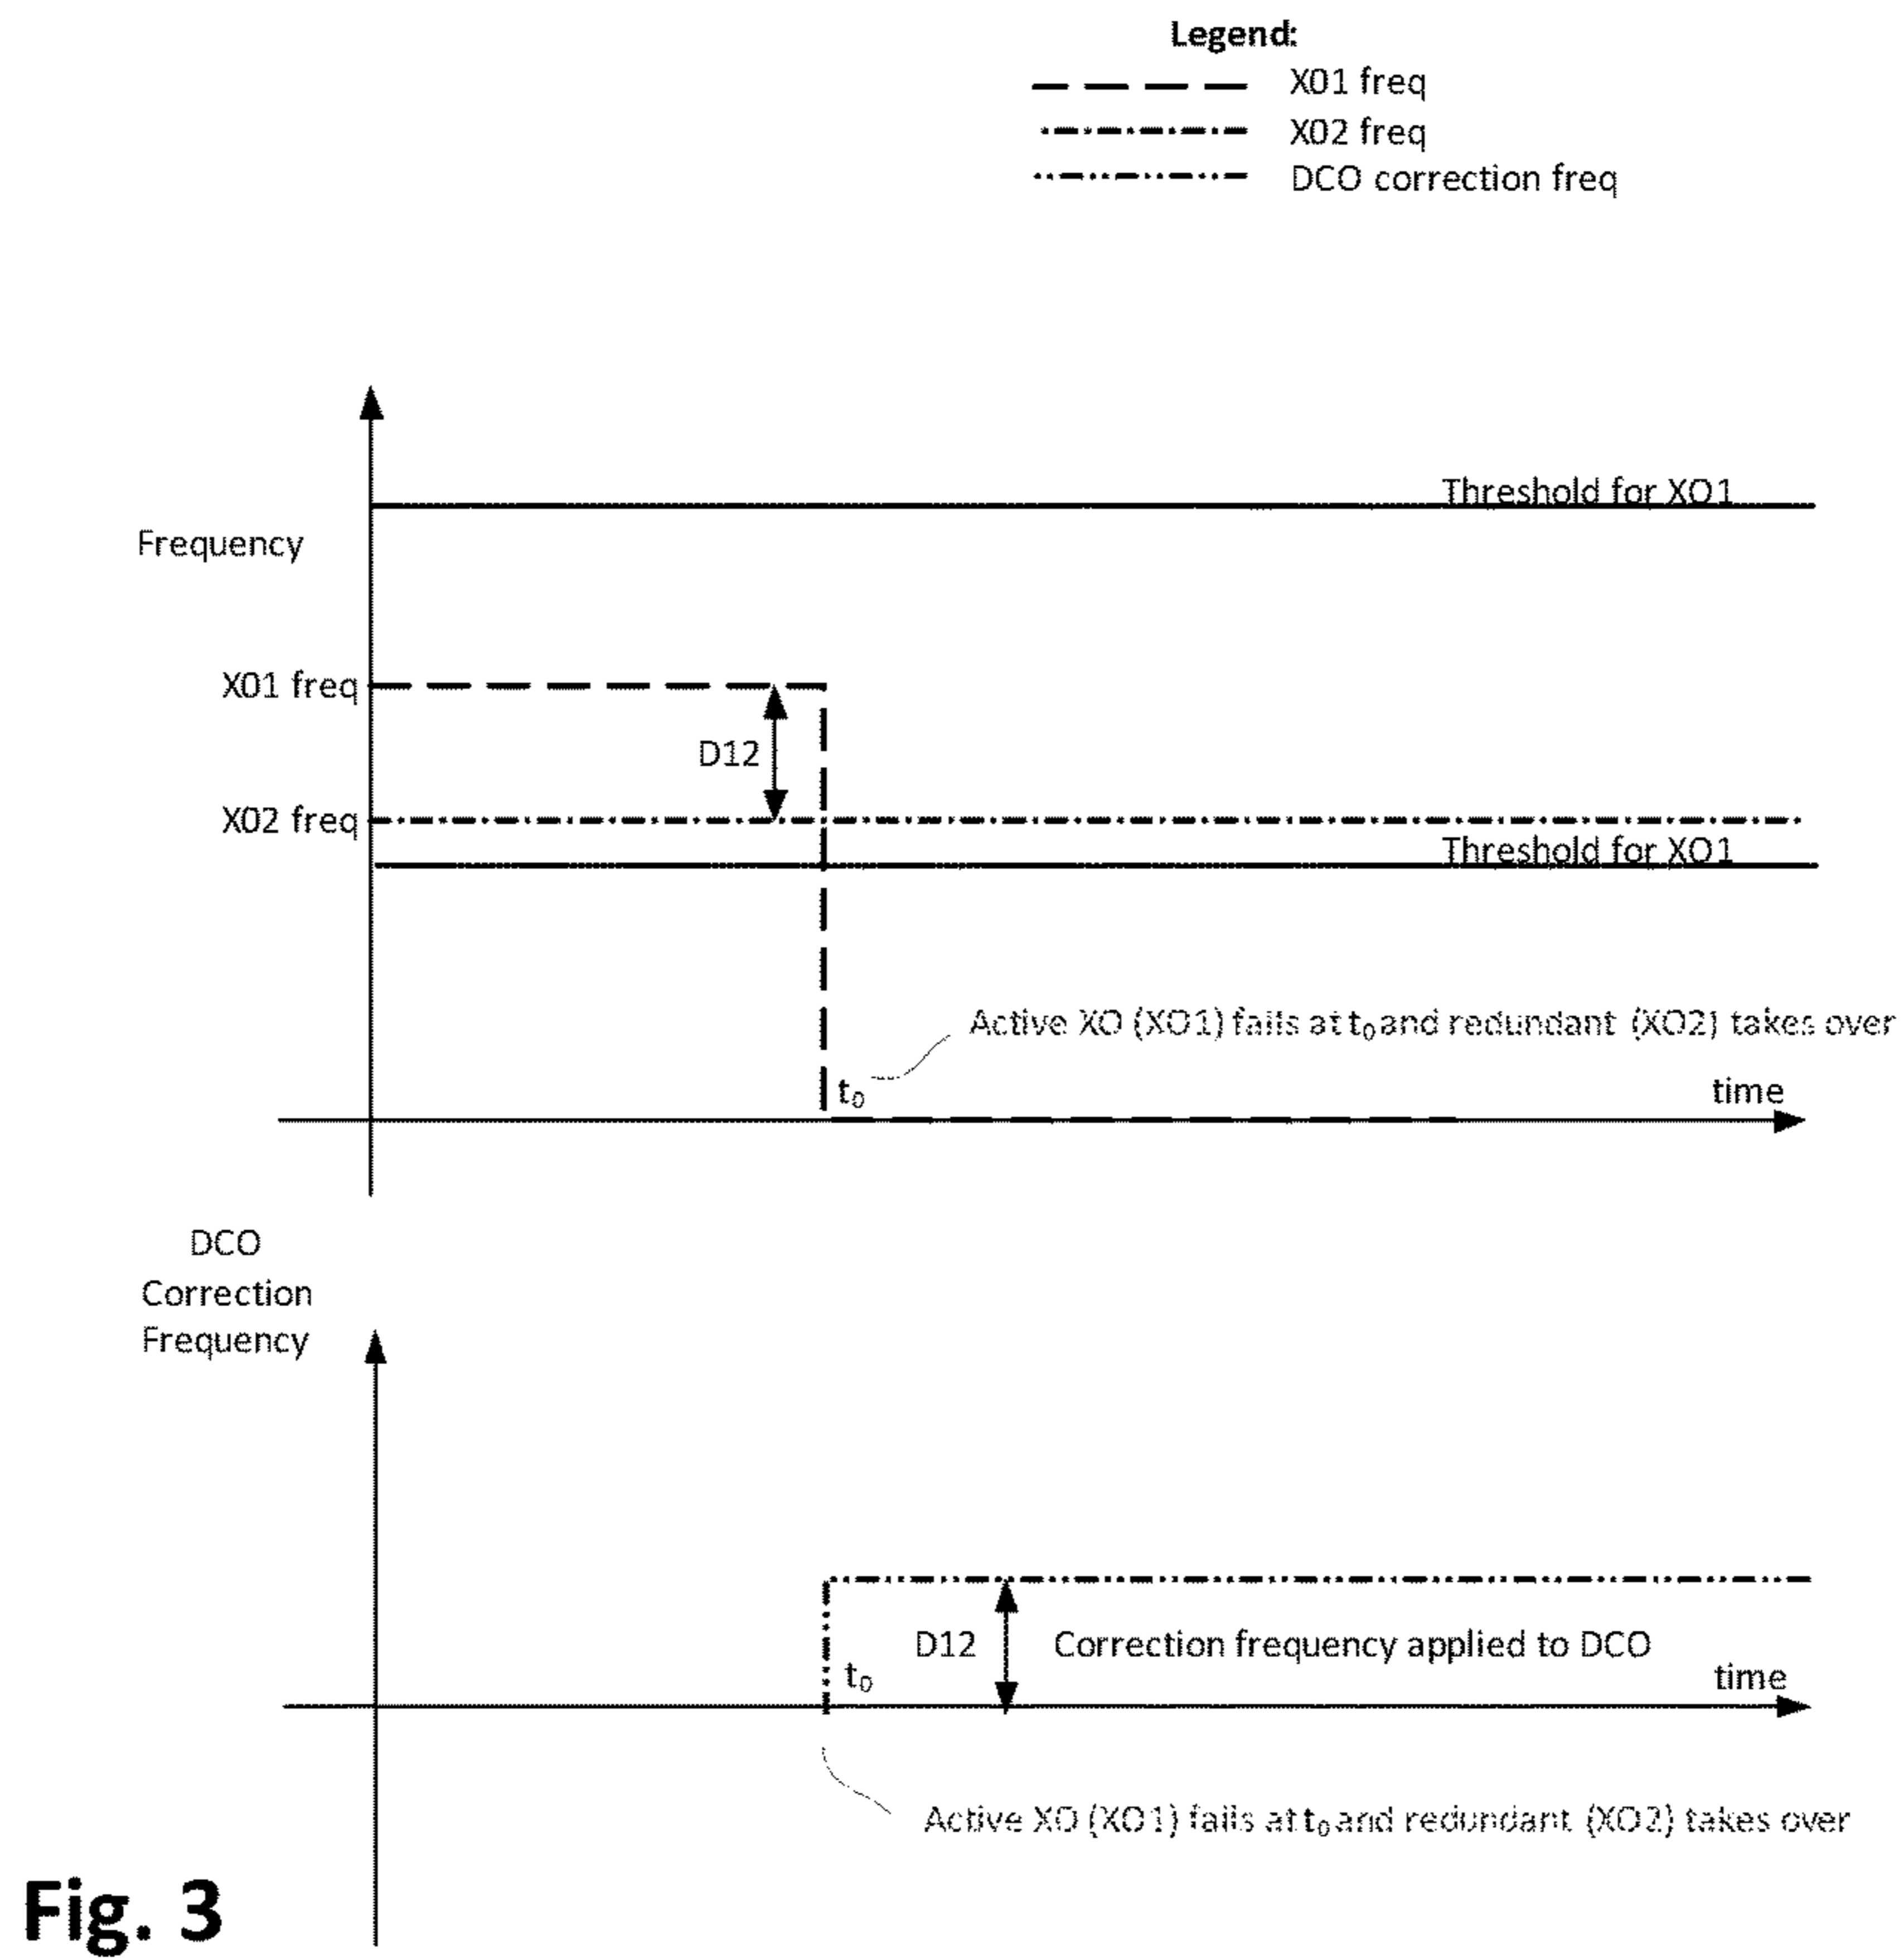 Legend:
X01 freq
X02 freq
DCO correction freq
Threshold for XO1
Frequency
X01 freq
D12
X02 freq
Threshold for XO1
Active XO (XO1) fails at t₀ and redundant (XO2) takes over
t₀
time
DCO
Correction
Frequency
D12
Correction frequency applied to DCO
t₀
time
Active XO (XO1) fails at t₀ and redundant (XO2) takes over
Fig. 3